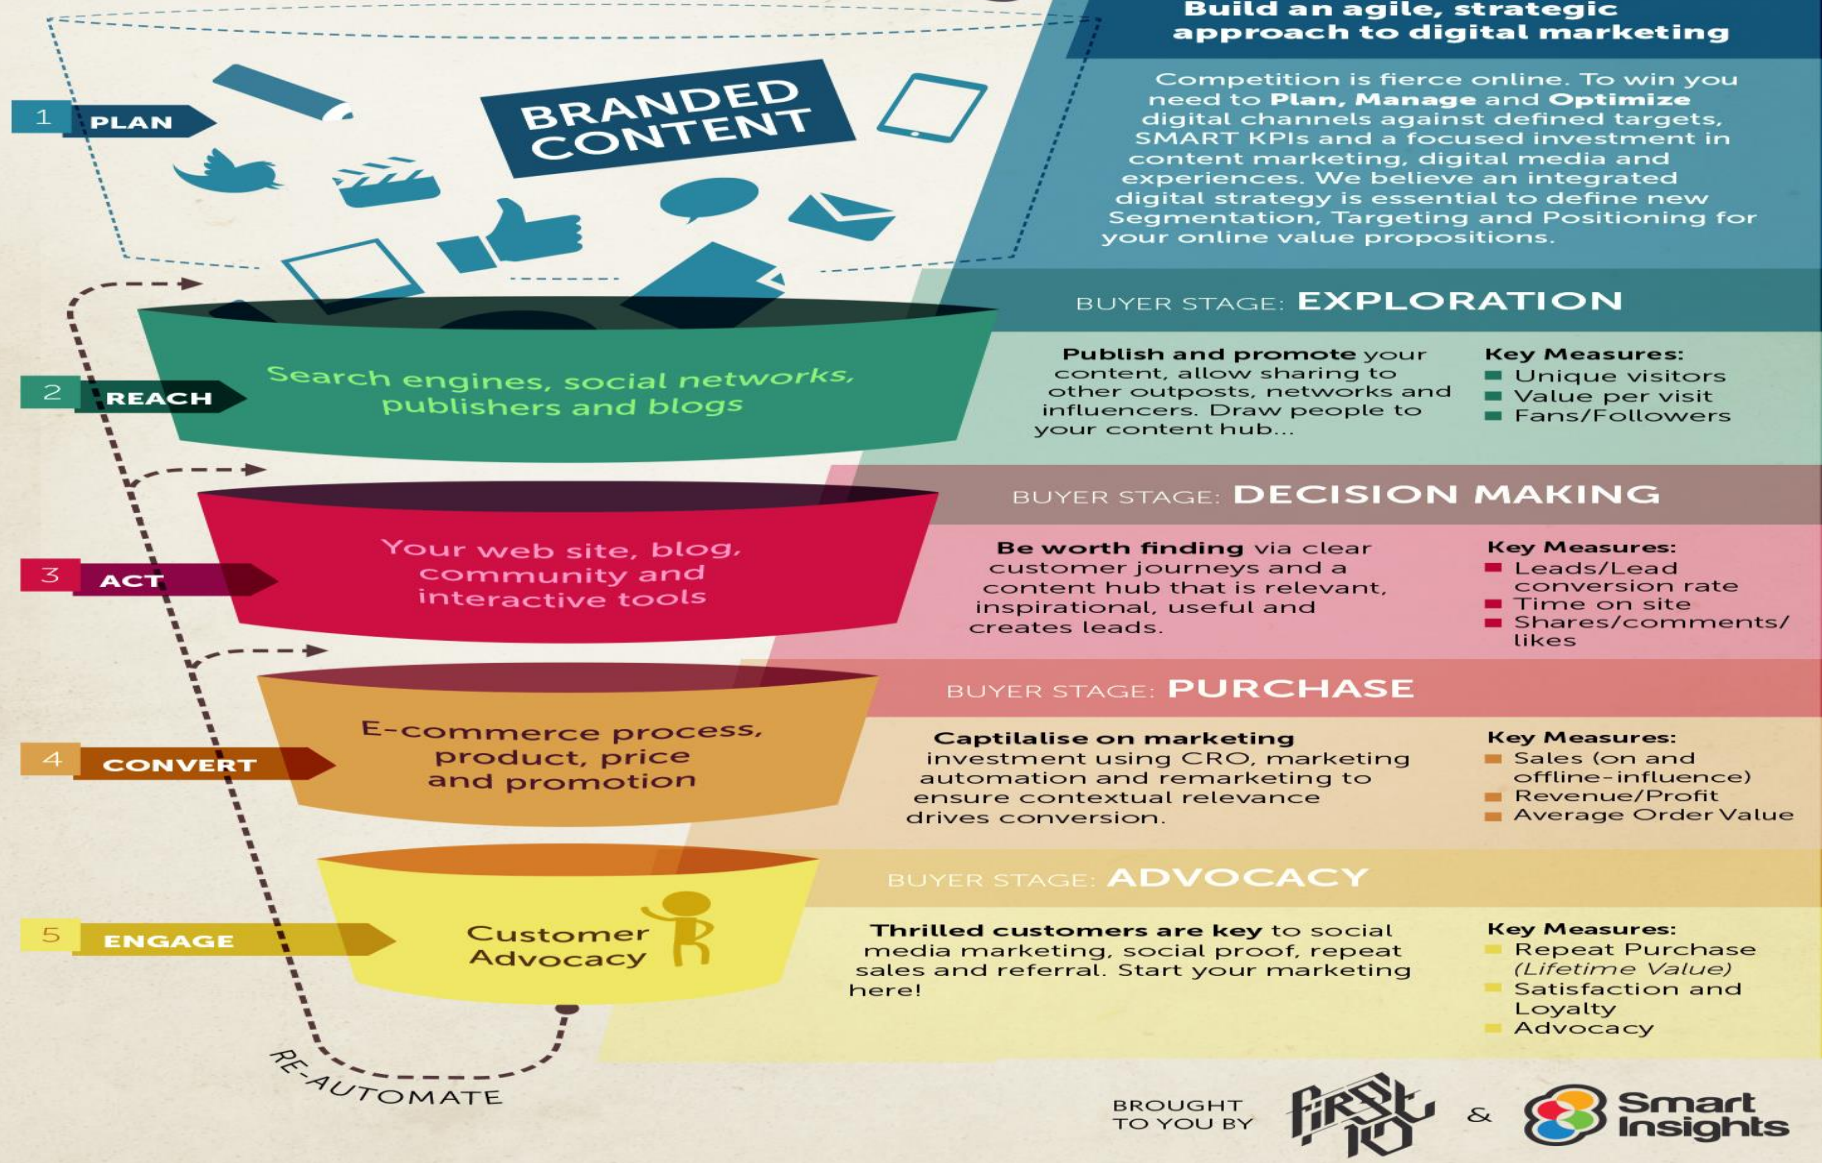 Build an agile, strategic
approach to digital marketing
Competition is fierce online. To win you
need to Plan, Manage and Optimize
digital channels against defined targets,
SMART KPIs and a focused investment in
content marketing, digital media and
experiences. We believe an integrated
digital strategy is essential to define new
Segmentation, Targeting and Positioning for
your online value propositions.
1 PLAN
BRANDED
CONTENT
2 REACH
Search engines, social networks,
publishers and blogs
BUYER STAGE: EXPLORATION
Publish and promote your
content, allow sharing to
other outposts, networks and
influencers. Draw people to
your content hub...
Key Measures:
Unique visitors
Value per visit
Fans/Followers
3 ACT
Your web site, blog,
community and
interactive tools
BUYER STAGE: DECISION MAKING
Be worth finding via clear
customer journeys and a
content hub that is relevant,
inspirational, useful and
creates leads.
Key Measures:
Leads/Lead
conversion rate
Time on site
Shares/comments/
likes
4 CONVERT
E-commerce process,
product, price
and promotion
BUYER STAGE: PURCHASE
Captilalise on marketing
investment using CRO, marketing
automation and remarketing to
ensure contextual relevance
drives conversion.
Key Measures:
Sales (on and
offline-influence)
Revenue/Profit
Average Order Value
5 ENGAGE
Customer
Advocacy
BUYER STAGE: ADVOCACY
Thrilled customers are key to social
media marketing, social proof, repeat
sales and referral. Start your marketing
here!
Key Measures:
Repeat Purchase
(Lifetime Value)
Satisfaction and
Loyalty
Advocacy
RE-AUTOMATE
BROUGHT
TO YOU BY
FiRSt
10
&
Smart
Insights